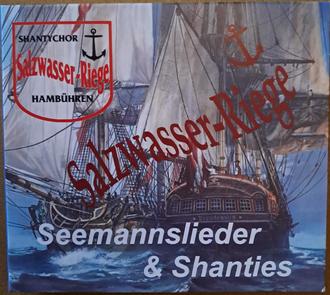 SHANTYCHOR
Salzwasser-Riege
HAMBÜHREN
Salzwasser-Riege
Seemannslieder
& Shanties